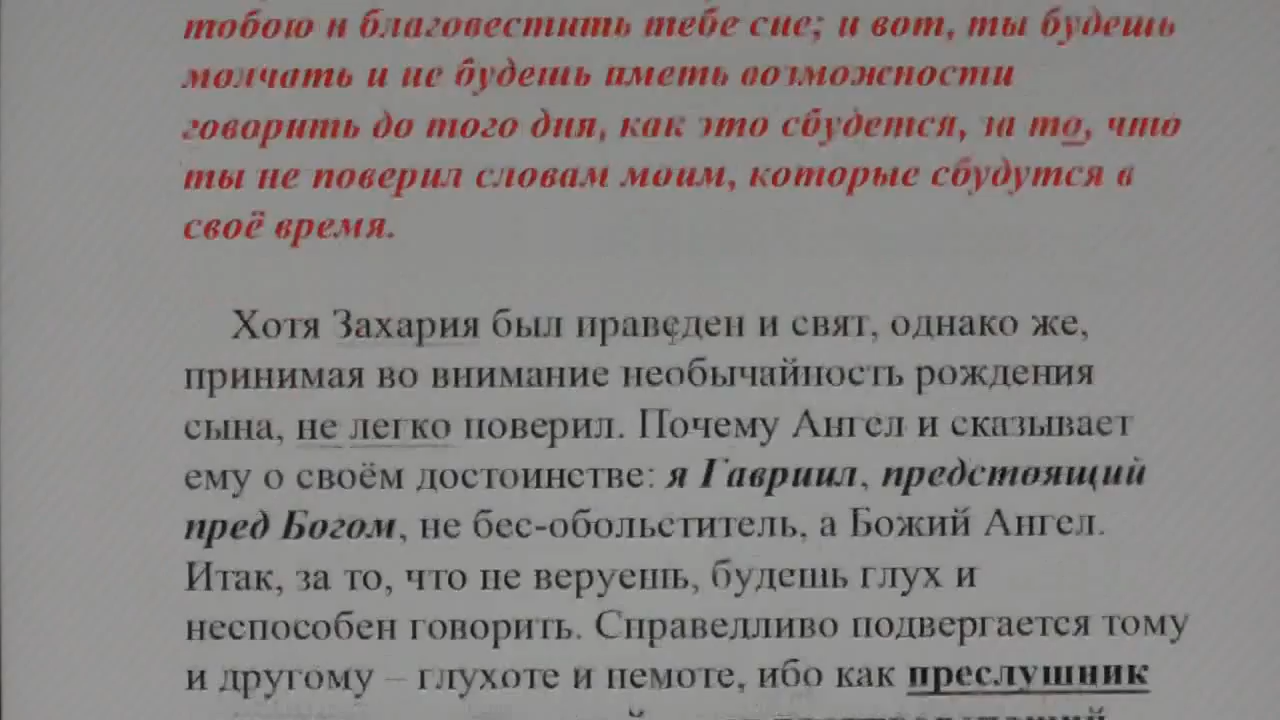 тобою и благовестить тебе сие; и вот, ты будешь
молчать и не будешь иметь возможности
говорить до того дня, как это сбудется, за то, что
ты не поверил словам моим, которые сбудутся в
своё время.
Хотя Захария был праведен и свят, однако же,
принимая во внимание необычайность рождения
сына, не легко поверил. Почему Ангел и сказывает
ему о своём достоинстве: я Гавриил, предстоящий
пред Богом, не бес-обольститель, а Божий Ангел.
Итак, за то, что не веруешь, будешь глух и
неспособен говорить. Справедливо подвергается тому
и другому – глухоте и немоте, ибо как преслушник